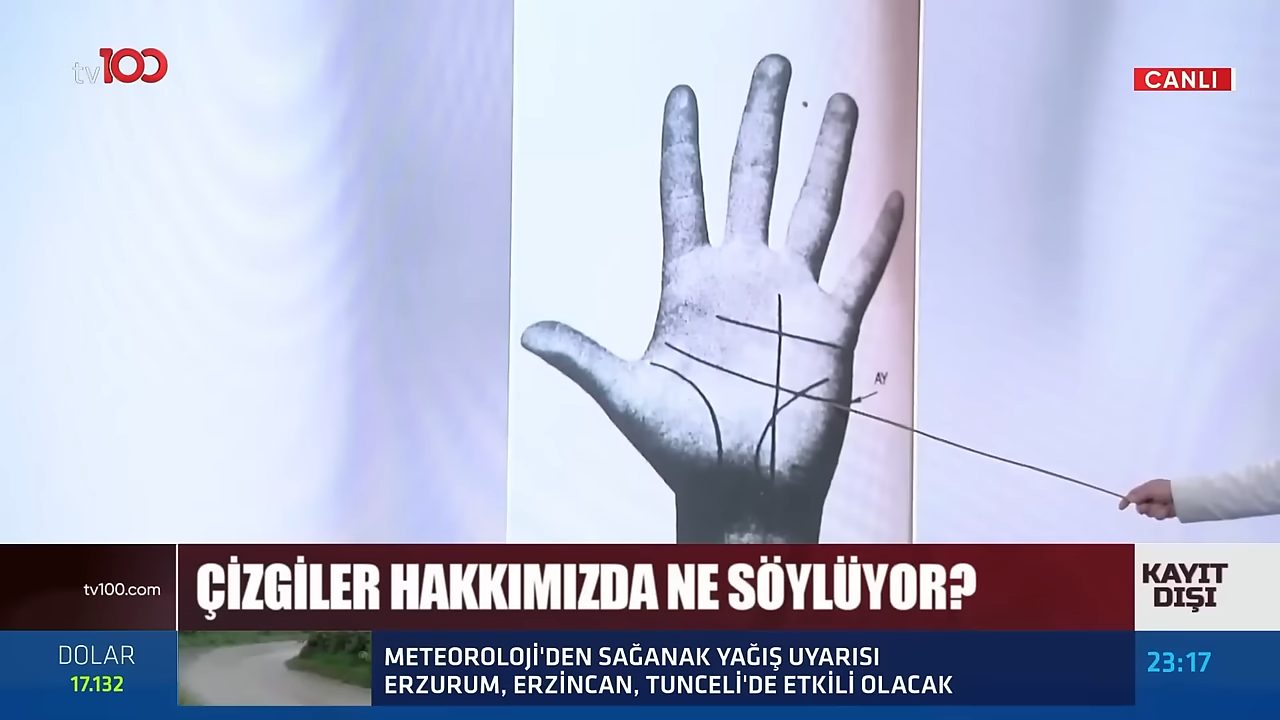 tv100
CANLI
AY
tv100.com
ÇİZGİLER HAKKIMIZDA NE SÖYLÜYOR?
KAYIT
DIŞI
DOLAR
17.132
METEOROLOJİ'DEN SAĞANAK YAĞIŞ UYARISI
ERZURUM, ERZİNCAN, TUNCELİ'DE ETKİLİ OLACAK
23:17